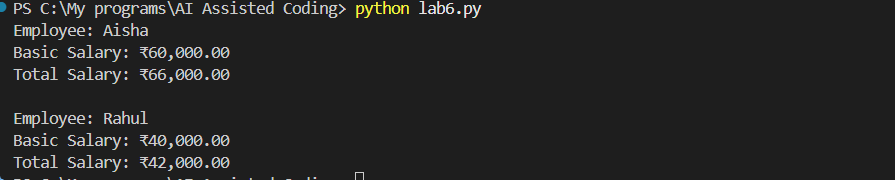 PS C:\My programs\AI Assisted Coding> python lab6.py
Employee: Aisha
Basic Salary: ₹60,000.00
Total Salary: ₹66,000.00
Employee: Rahul
Basic Salary: ₹40,000.00
Total Salary: ₹42,000.00